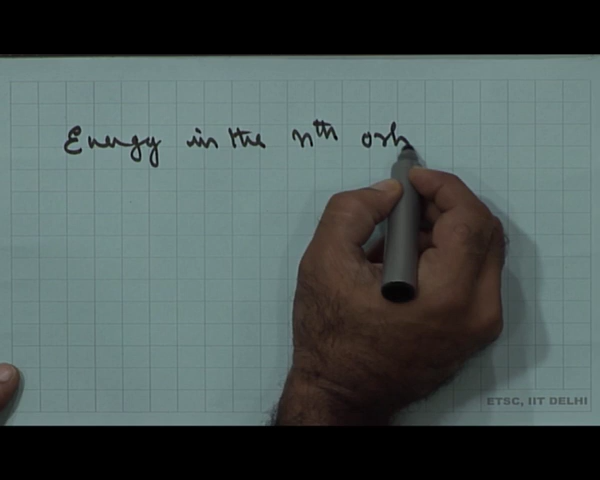 Energy in the nth orb
ETSC, IIT DELHI